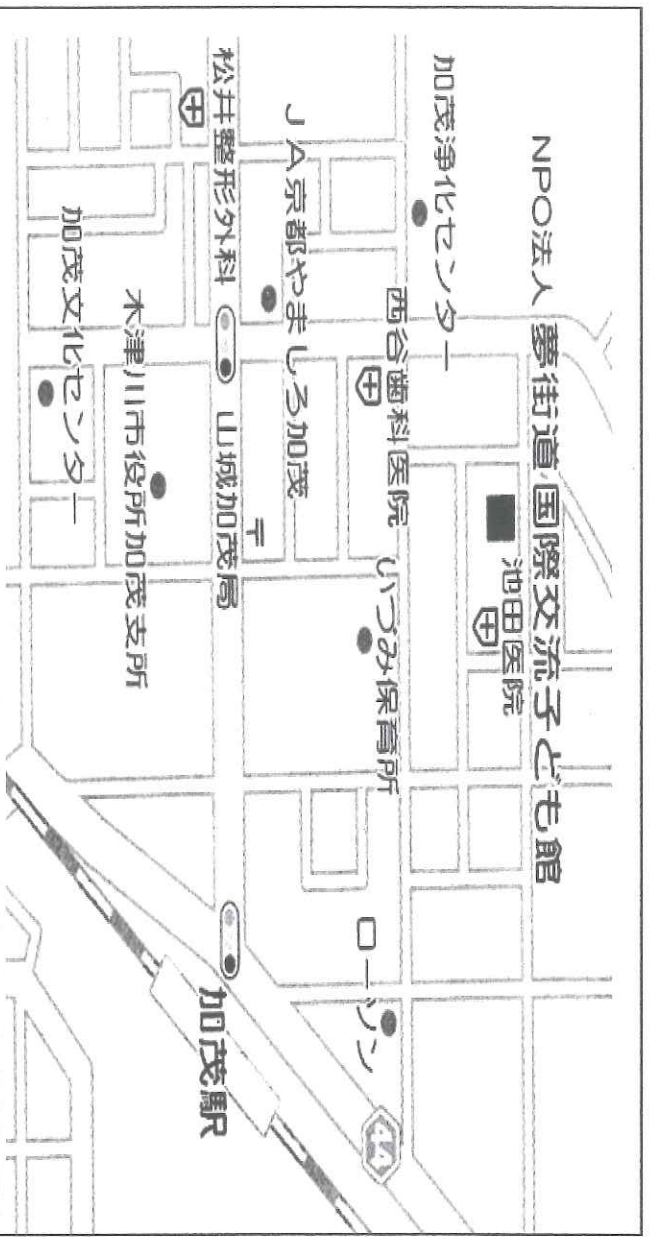 NPO法人 夢街道 国際交流子ども館
池田医院
加茂浄化センター
西谷歯科医院
いづみ保育所
ローソン
44
JA京都やましろ加茂
〒
松井整形外科
山城加茂局
加茂駅
木津川市役所加茂支所
加茂文化センター